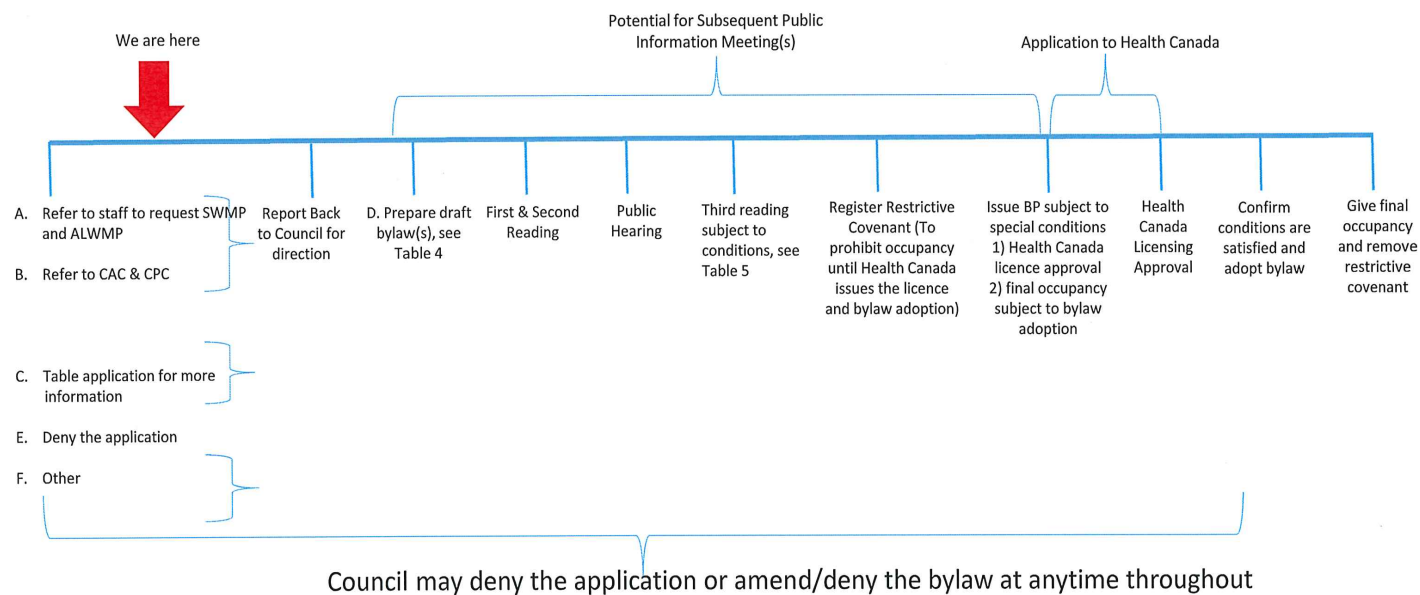 Potential for Subsequent Public
Information Meeting(s)
We are here
Application to Health Canada
A. Refer to staff to request SWMP
and ALWMP
B. Refer to CAC & CPC
C. Table application for more
information
E. Deny the application
F. Other
Report Back
to Council for
direction
D. Prepare draft
bylaw(s), see
Table 4
First & Second
Reading
Public
Hearing
Third reading
subject to
conditions, see
Table 5
Register Restrictive
Covenant (To
prohibit occupancy
until Health Canada
issues the licence
and bylaw adoption)
Issue BP subject to
special conditions
1) Health Canada
licence approval
2) final occupancy
subject to bylaw
adoption
Health
Canada
Licensing
Approval
Confirm
conditions are
satisfied and
adopt bylaw
Give final
occupancy
and remove
restrictive
covenant
Council may deny the application or amend/deny the bylaw at anytime throughout